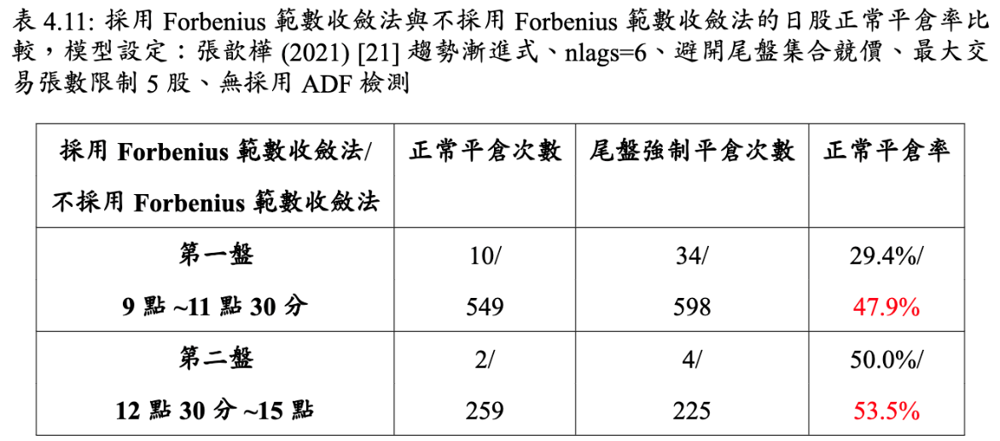 表 4.11: 採用 Forbenius 範數收斂法與不採用 Forbenius 範數收斂法的日股正常平倉率比
較，模型設定：張歆樺 (2021) [21] 趨勢漸進式、nlags=6、避開尾盤集合競價、最大交
易張數限制 5 股、無採用 ADF 檢測
採用 Forbenius 範數收斂法/ 正常平倉次數 尾盤強制平倉次數 正常平倉率
不採用 Forbenius 範數收斂法
第一盤 10/ 34/ 29.4%/
9 點 ~11 點 30 分 549 598 47.9%
第二盤 2/ 4/ 50.0%/
12 點 30 分 ~15 點 259 225 53.5%